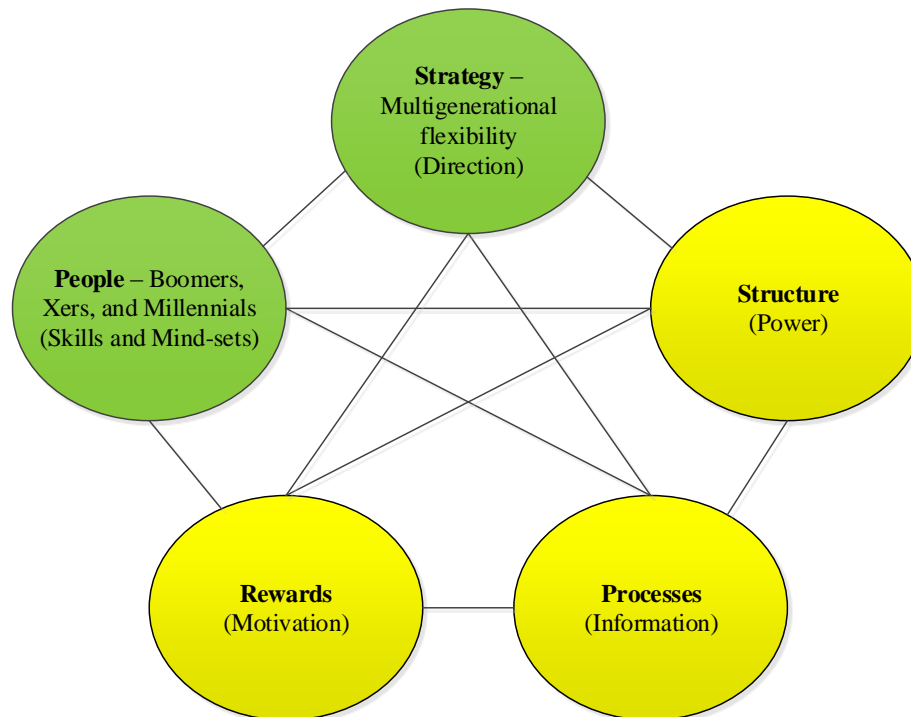 Strategy –
Multigenerational
flexibility
(Direction)
People – Boomers,
Xers, and Millennials
(Skills and Mind-sets)
Structure
(Power)
Rewards
(Motivation)
Processes
(Information)